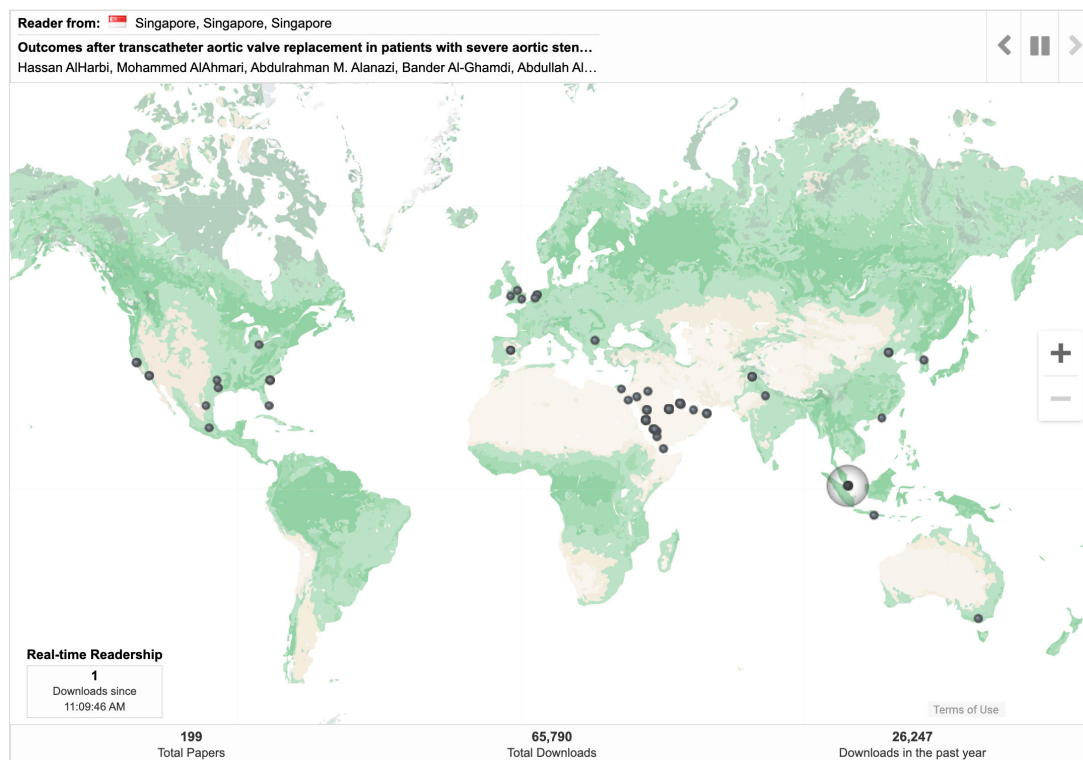 Reader from: Singapore, Singapore, Singapore
Outcomes after transcatheter aortic valve replacement in patients with severe aortic sten…
Hassan AlHarbi, Mohammed AlAhmari, Abdulrahman M. Alanazi, Bander Al-Ghamdi, Abdullah Al…
Real-time Readership
1
Downloads since
11:09:46 AM
Terms of Use
199
Total Papers
65,790
Total Downloads
26,247
Downloads in the past year